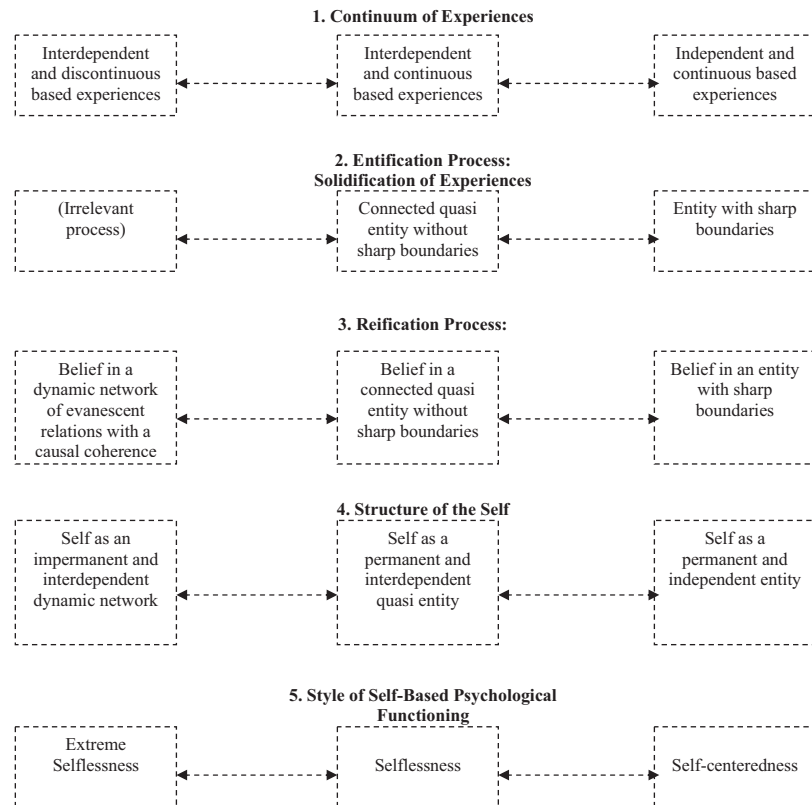 1. Continuum of Experiences
Interdependent
and discontinuous
based experiences
Interdependent
and continuous
based experiences
Independent and
continuous based
experiences
2. Entification Process:
Solidification of Experiences
(Irrelevant
process)
Connected quasi
entity without
sharp boundaries
Entity with sharp
boundaries
3. Reification Process:
Belief in a
dynamic network
of evanescent
relations with a
causal coherence
Belief in a
connected quasi
entity without
sharp boundaries
Belief in an entity
with sharp
boundaries
4. Structure of the Self
Self as an
impermanent and
interdependent
dynamic network
Self as a
permanent and
interdependent
quasi entity
Self as a
permanent and
independent entity
5. Style of Self-Based Psychological
Functioning
Extreme
Selflessness
Selflessness
Self-centeredness